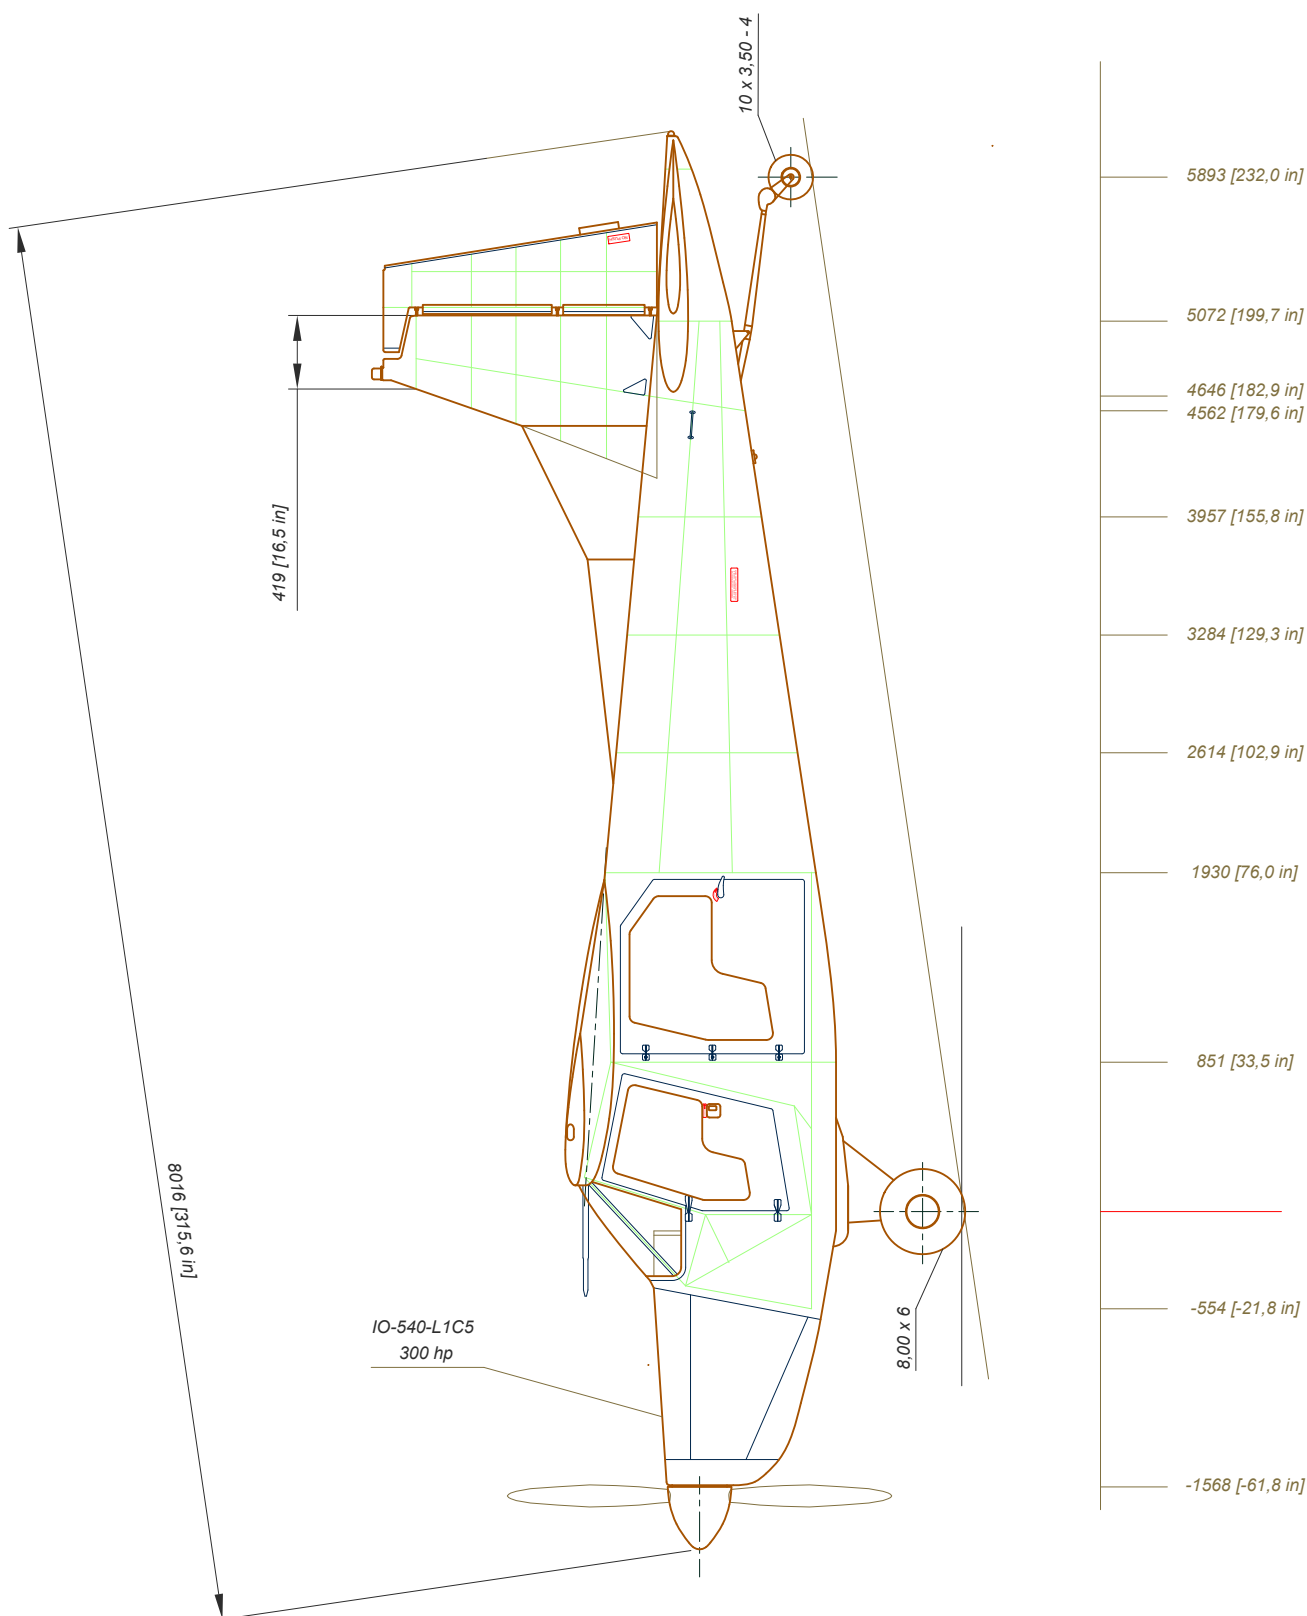 10 x 3,50 - 4
5893 [232,0 in]
5072 [199,7 in]
4646 [182,9 in]
4562 [179,6 in]
3957 [155,8 in]
419 [16,5 in]
3284 [129,3 in]
2614 [102,9 in]
1930 [76,0 in]
851 [33,5 in]
8016 [315,6 in]
-554 [-21,8 in]
8,00 x 6
IO-540-L1C5
300 hp
-1568 [-61,8 in]